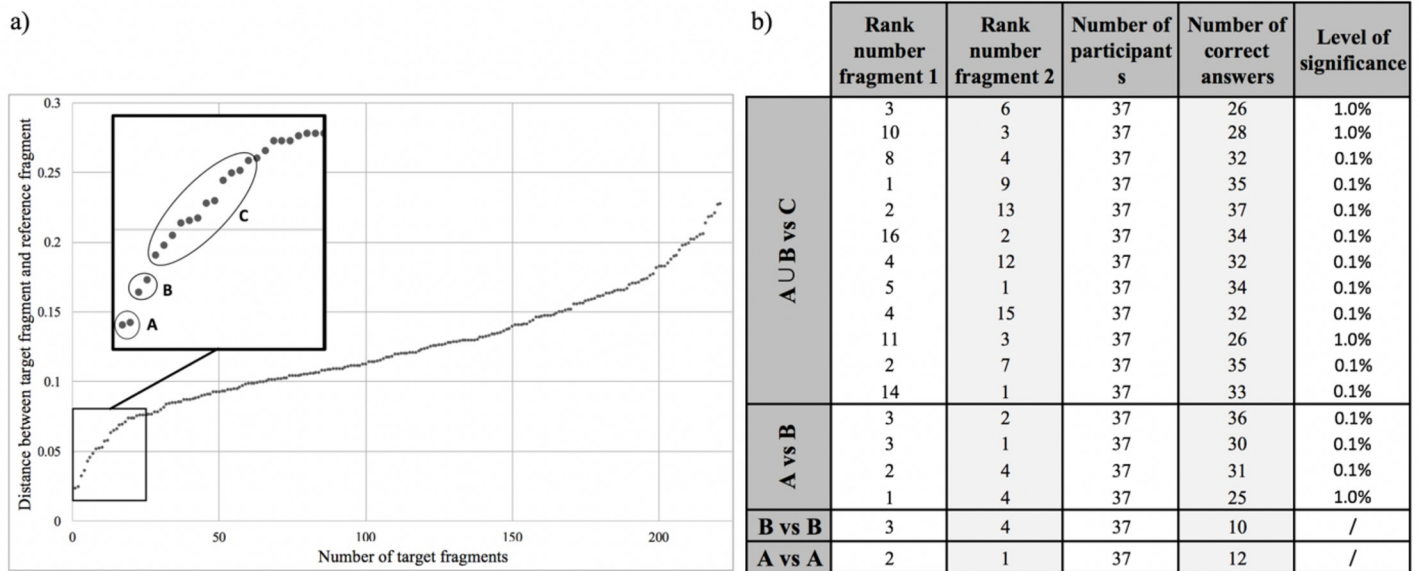 a)
Distance between target fragment and reference fragment
0.3
0.25
0.2
0.15
0.1
0.05
0
0
50
100
150
200
Number of target fragments
A
B
C
b)
Rank number fragment 1 Rank number fragment 2 Number of participant s Number of correct answers Level of significance
A∪B vs C
3 6 37 26 1.0%
10 3 37 28 1.0%
8 4 37 32 0.1%
1 9 37 35 0.1%
2 13 37 37 0.1%
16 2 37 34 0.1%
4 12 37 32 0.1%
5 1 37 34 0.1%
4 15 37 32 0.1%
11 3 37 26 1.0%
2 7 37 35 0.1%
14 1 37 33 0.1%
A vs B
3 2 37 36 0.1%
3 1 37 30 0.1%
2 4 37 31 0.1%
1 4 37 25 1.0%
B vs B 3 4 37 10 /
A vs A 2 1 37 12 /